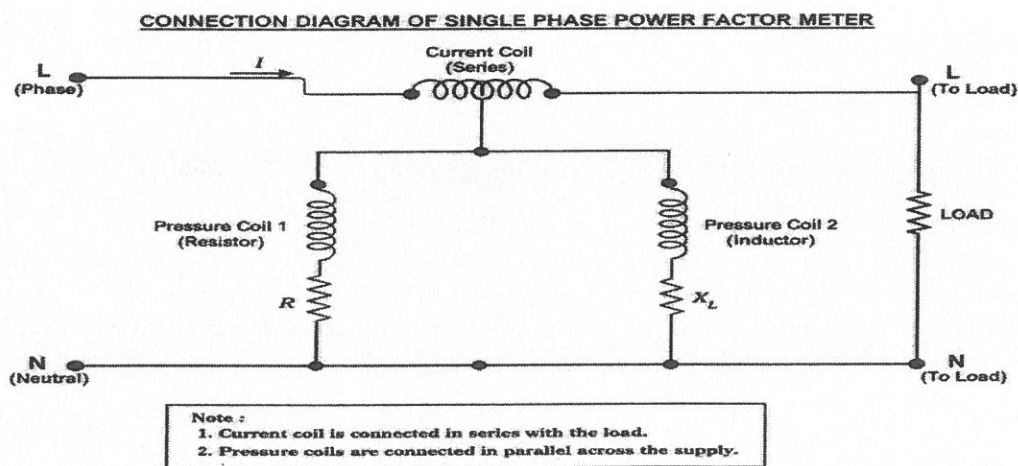 CONNECTION DIAGRAM OF SINGLE PHASE POWER FACTOR METER
Current Coil
(Series)
L
(Phase)
I
L
(To Load)
Pressure Coil 1
(Resistor)
R
Pressure Coil 2
(Inductor)
X_L
LOAD
N
(Neutral)
N
(To Load)
Note :
1. Current coil is connected in series with the load.
2. Pressure coils are connected in parallel across the supply.